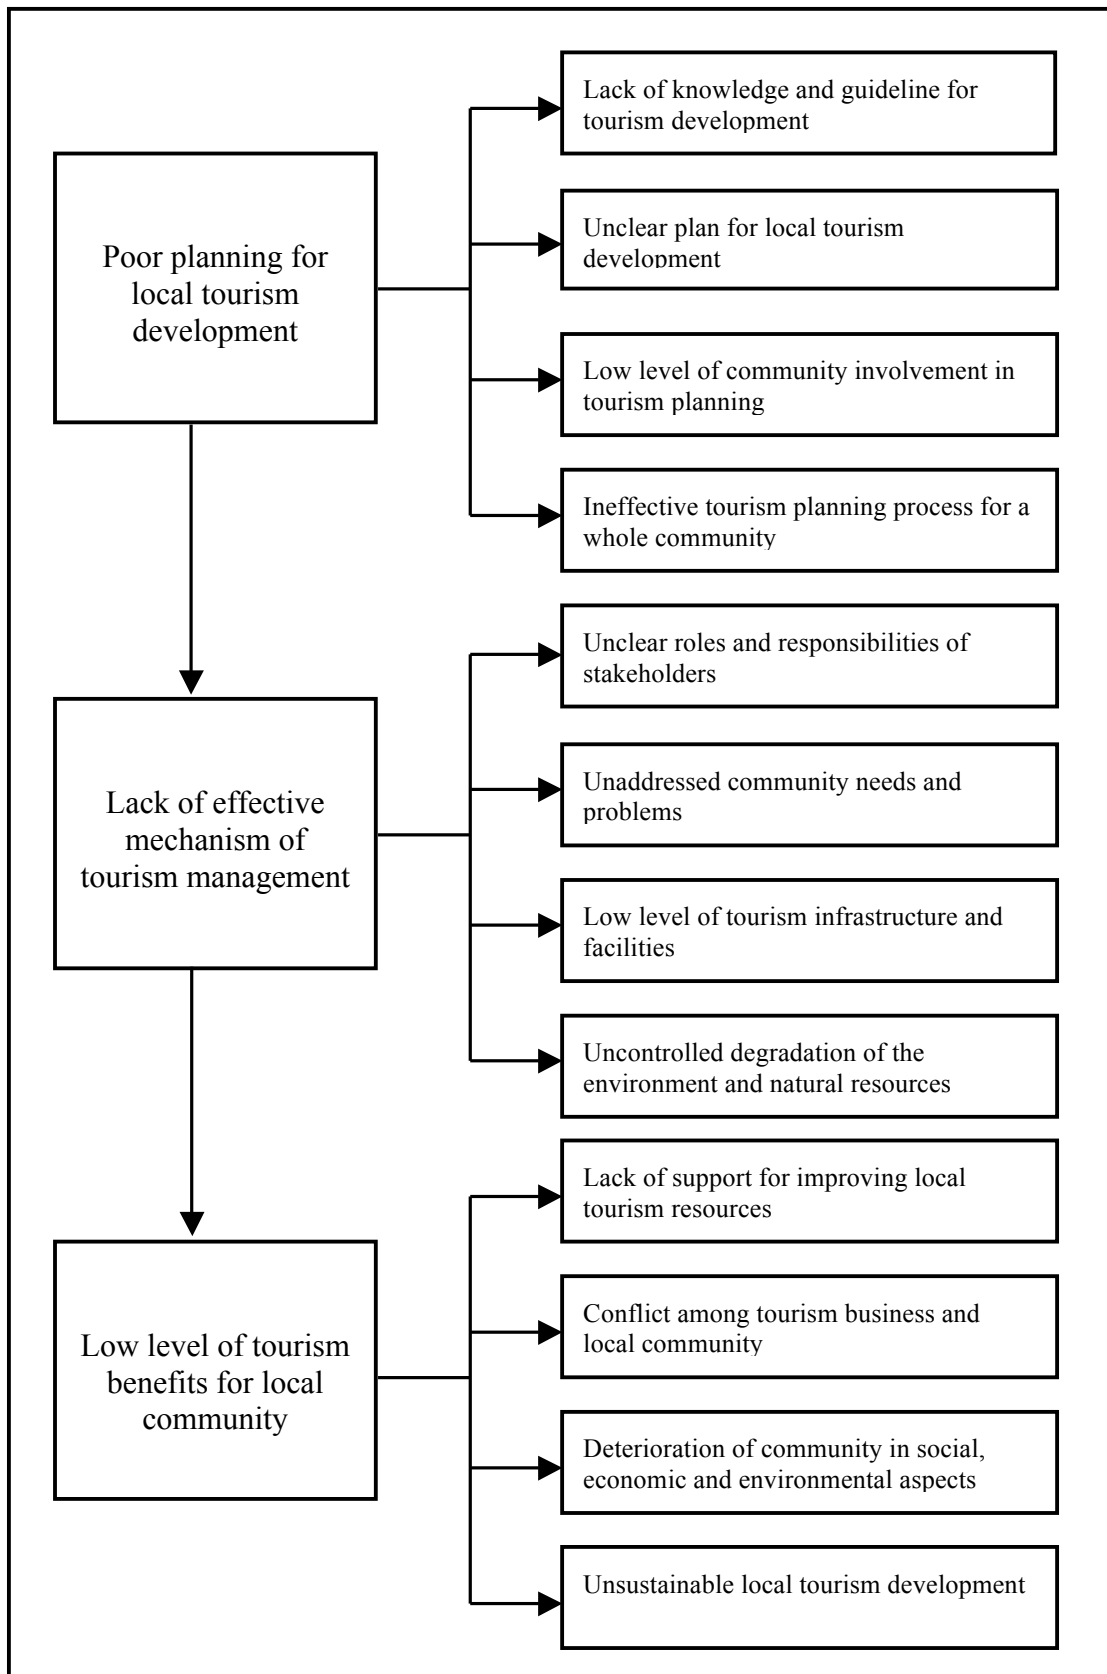 Lack of knowledge and guideline for
tourism development
Unclear plan for local tourism
development
Poor planning for
local tourism
development
Low level of community involvement in
tourism planning
Ineffective tourism planning process for a
whole community
Unclear roles and responsibilities of
stakeholders
Unaddressed community needs and
problems
Lack of effective
mechanism of
tourism management
Low level of tourism infrastructure and
facilities
Uncontrolled degradation of the
environment and natural resources
Lack of support for improving local
tourism resources
Conflict among tourism business and
local community
Low level of tourism
benefits for local
community
Deterioration of community in social,
economic and environmental aspects
Unsustainable local tourism development